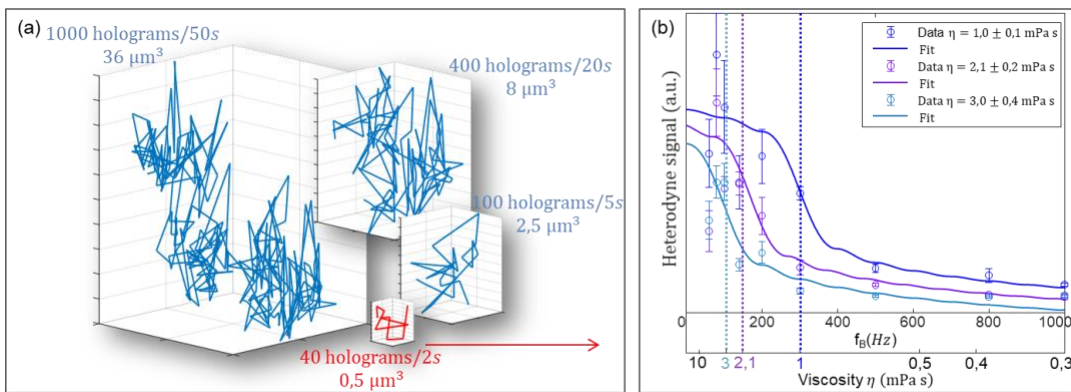 (a)
1000 holograms/50s
36 μm³
400 holograms/20s
8 μm³
100 holograms/5s
2,5 μm³
40 holograms/2s
0,5 μm³
(b)
Heterodyne signal (a.u.)
Data η = 1,0 ± 0,1 mPa s
Fit
Data η = 2,1 ± 0,2 mPa s
Fit
Data η = 3,0 ± 0,4 mPa s
Fit
0 200 400 600 800 1000
f_B(Hz)
10 3 2,1 1 0,5 0,4 0,3
Viscosity η (mPa s)